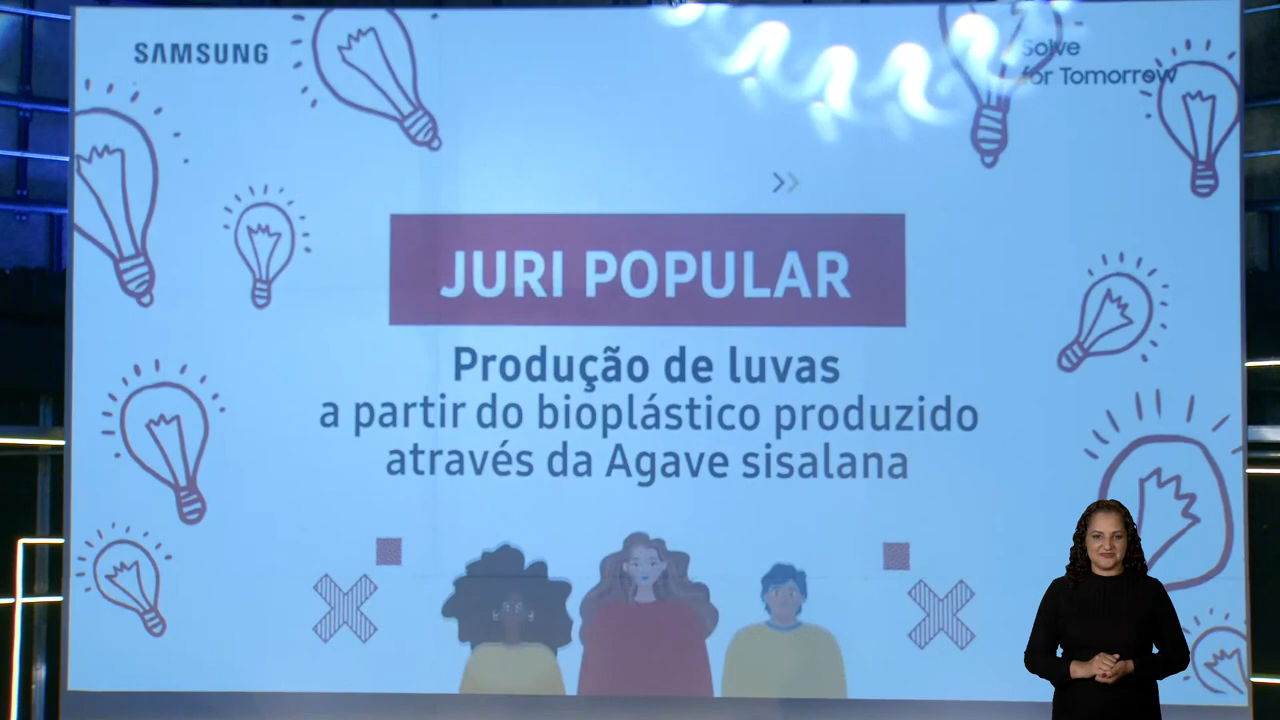 SAMSUNG
Solve
for Tomorrow
JURI POPULAR
Produção de luvas
a partir do bioplástico produzido
através da Agave sisalana